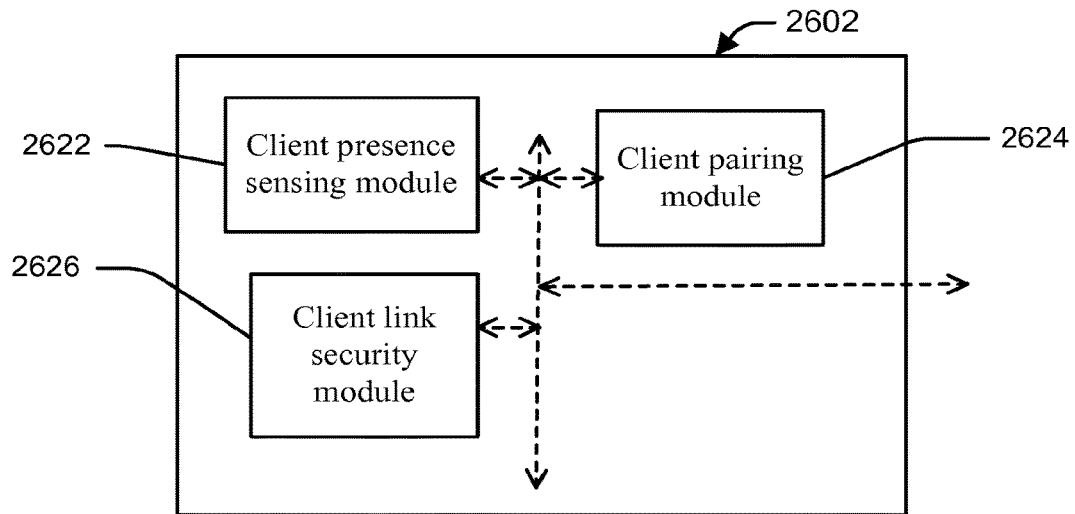 2602
2622
Client presence
sensing module
Client pairing
module
2624
2626
Client link
security
module